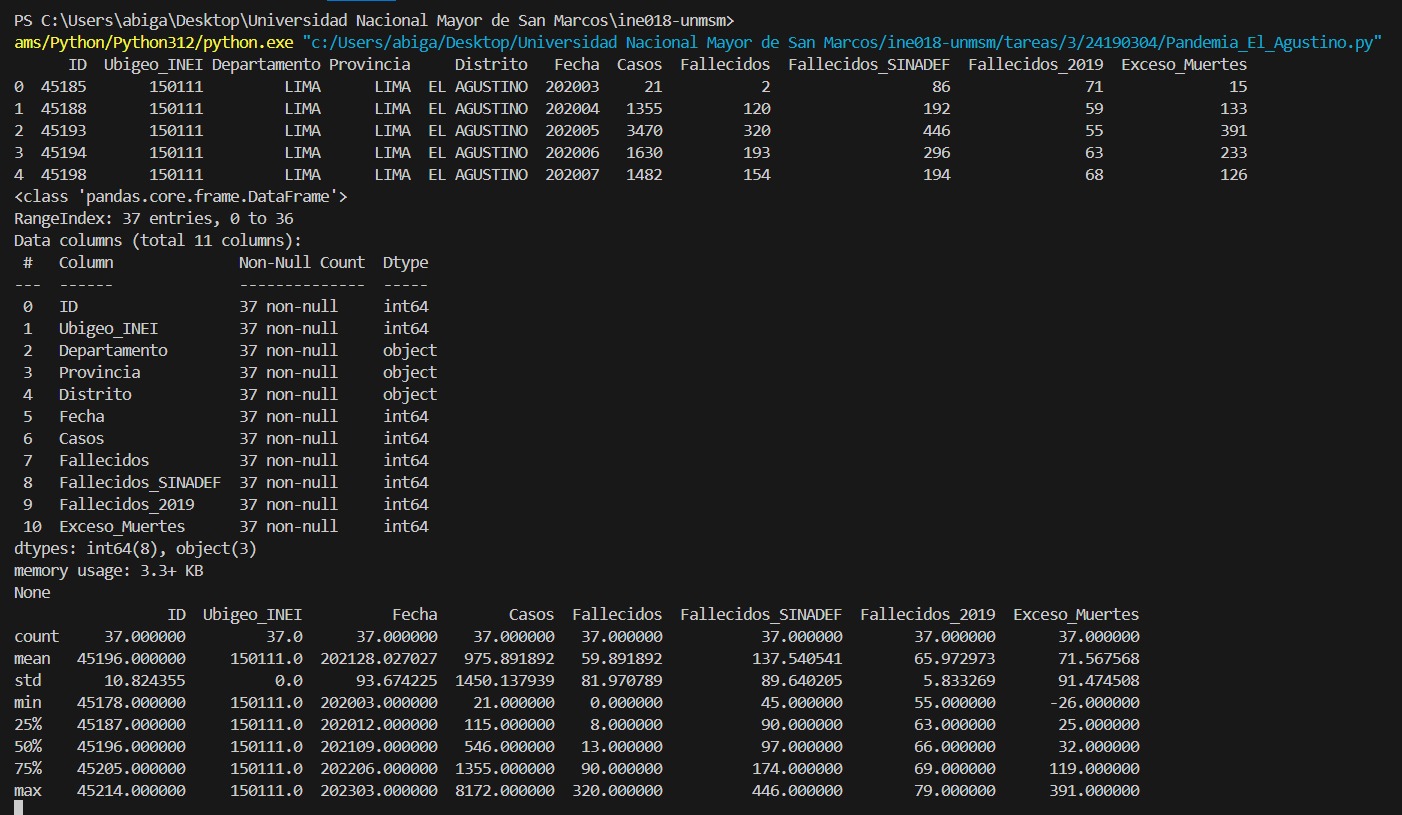 PS C:\Users\abiga\Desktop\Universidad Nacional Mayor de San Marcos\ine018-unmsm>
ams/Python/Python312/python.exe "c:/Users/abiga/Desktop/Universidad Nacional Mayor de San Marcos/ine018-unmsm/tareas/3/24190304/Pandemia_El_Agustino.py"
      ID  Ubigeo_INEI Departamento Provincia     Distrito   Fecha  Casos  Fallecidos  Fallecidos_SINADEF  Fallecidos_2019  Exceso_Muertes
0  45185       150111         LIMA      LIMA  EL AGUSTINO  202003     21           2                  86               71              15
1  45188       150111         LIMA      LIMA  EL AGUSTINO  202004   1355         120                 192               59             133
2  45193       150111         LIMA      LIMA  EL AGUSTINO  202005   3470         320                 446               55             391
3  45194       150111         LIMA      LIMA  EL AGUSTINO  202006   1630         193                 296               63             233
4  45198       150111         LIMA      LIMA  EL AGUSTINO  202007   1482         154                 194               68             126
<class 'pandas.core.frame.DataFrame'>
RangeIndex: 37 entries, 0 to 36
Data columns (total 11 columns):
 #   Column              Non-Null Count  Dtype
---  ------              --------------  -----
 0   ID                  37 non-null     int64
 1   Ubigeo_INEI         37 non-null     int64
 2   Departamento        37 non-null     object
 3   Provincia           37 non-null     object
 4   Distrito            37 non-null     object
 5   Fecha               37 non-null     int64
 6   Casos               37 non-null     int64
 7   Fallecidos          37 non-null     int64
 8   Fallecidos_SINADEF  37 non-null     int64
 9   Fallecidos_2019     37 non-null     int64
 10  Exceso_Muertes      37 non-null     int64
dtypes: int64(8), object(3)
memory usage: 3.3+ KB
None
                 ID  Ubigeo_INEI          Fecha        Casos  Fallecidos  Fallecidos_SINADEF  Fallecidos_2019  Exceso_Muertes
count     37.000000         37.0      37.000000    37.000000   37.000000           37.000000        37.000000       37.000000
mean   45196.000000     150111.0  202128.027027   975.891892   59.891892          137.540541        65.972973       71.567568
std       10.824355          0.0      93.674225  1450.137939   81.970789           89.640205         5.833269       91.474508
min    45178.000000     150111.0  202003.000000    21.000000    0.000000           45.000000        55.000000      -26.000000
25%    45187.000000     150111.0  202012.000000   115.000000    8.000000           90.000000        63.000000       25.000000
50%    45196.000000     150111.0  202109.000000   546.000000   13.000000           97.000000        66.000000       32.000000
75%    45205.000000     150111.0  202206.000000  1355.000000   90.000000          174.000000        69.000000      119.000000
max    45214.000000     150111.0  202303.000000  8172.000000  320.000000          446.000000        79.000000      391.000000